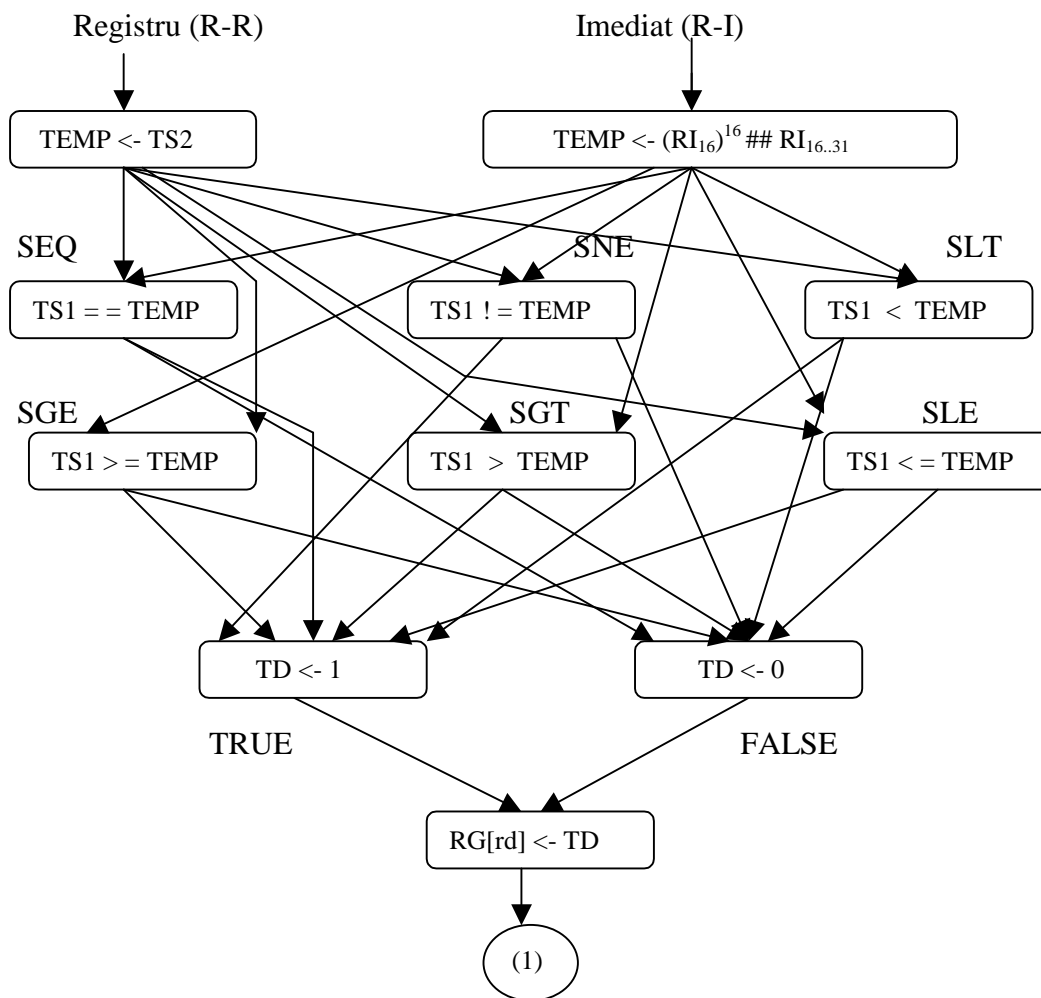 Registru (R-R)
Imediat (R-I)
TEMP <- TS2
TEMP <- (RI₁₆)¹⁶ ## RI₁₆..₃₁
SEQ
SNE
SLT
TS1 = = TEMP
TS1 ! = TEMP
TS1 < TEMP
SGE
SGT
SLE
TS1 > = TEMP
TS1 > TEMP
TS1 < = TEMP
TD <- 1
TD <- 0
TRUE
FALSE
RG[rd] <- TD
(1)